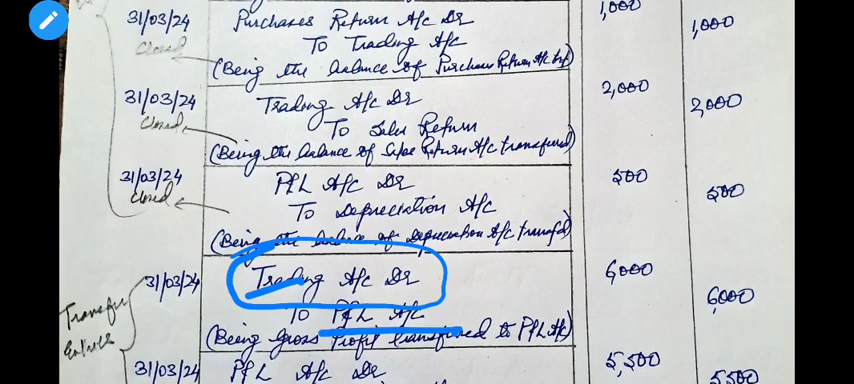 31/03/24 Purchases Return A/c Dr 1,000
Closed To Trading A/c 1,000
(Being the balance of Purchase Return A/c trf)
31/03/24 Trading A/c Dr 2,000
Closed To Sales Return 2,000
(Being the balance of Sales Return A/c transferred)
31/03/24 P/L A/c Dr 500
Closed To Depreciation A/c 500
(Being the balance of Depreciation A/c transfd)
31/03/24 Trading A/c Dr 6000
Transfer To P/L A/c 6,000
Entries (Being Gross Profit transferred to P/L A/c)
31/03/24 P/L A/c Dr 5,500
5,500